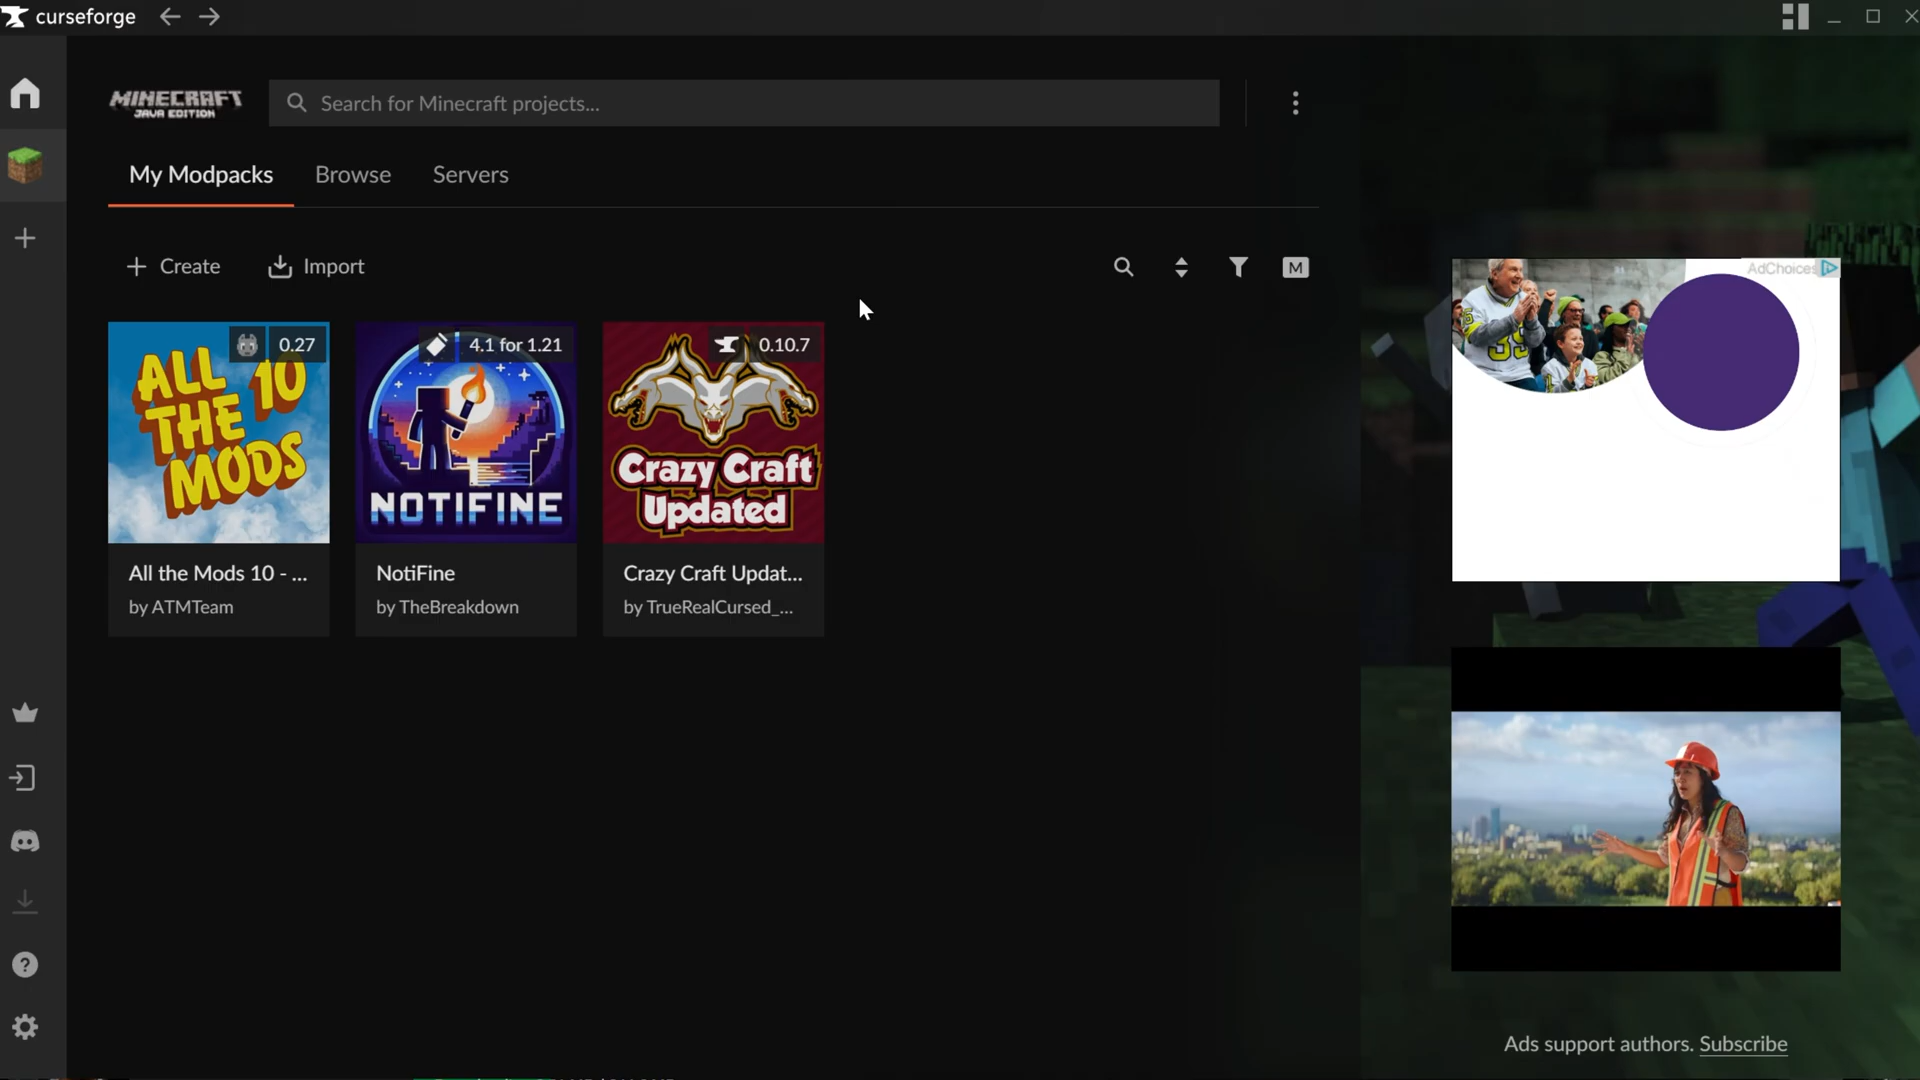 curseforge
MINECRAFT
JAVA EDITION
Search for Minecraft projects...
My Modpacks
Browse
Servers
Create
Import
M
AdChoices
0.27
ALL
THE 10
MODS
4.1 for 1.21
NOTIFINE
0.10.7
Crazy Craft
Updated
35
All the Mods 10 - ...
by ATMTeam
NotiFine
by TheBreakdown
Crazy Craft Updat...
by TrueRealCursed_...
Ads support authors. Subscribe